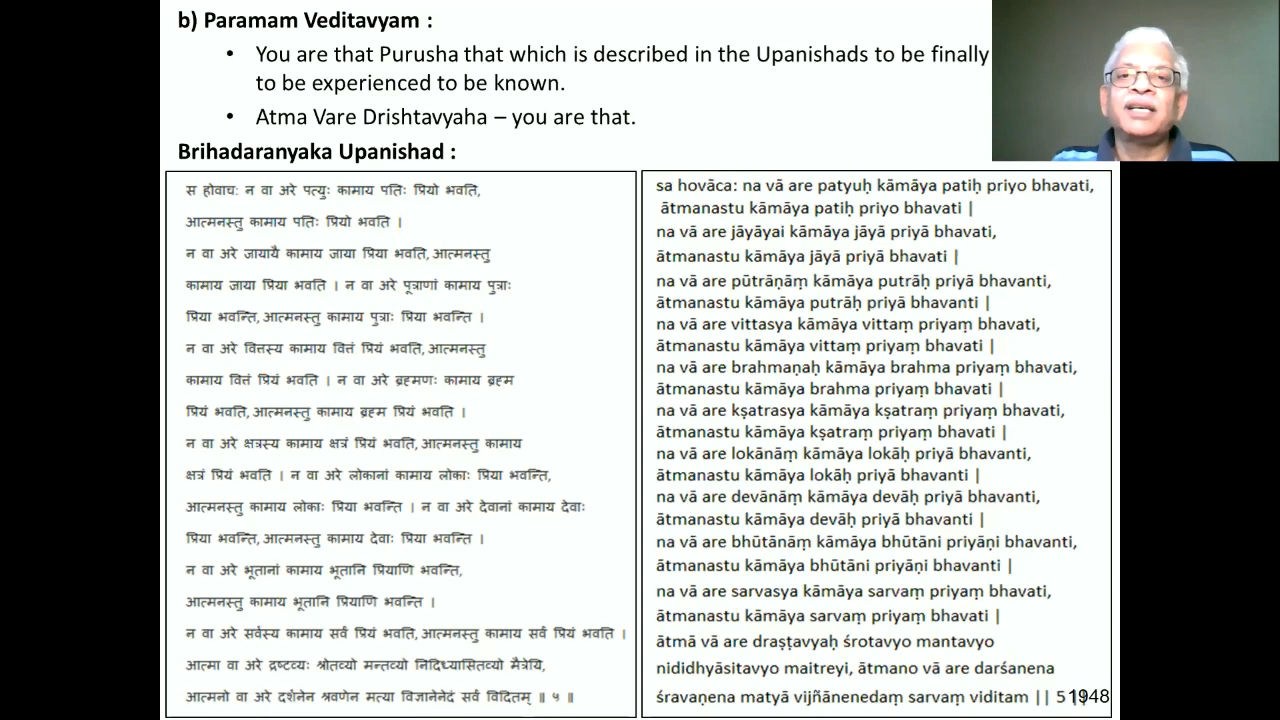 b) Paramam Veditavyam :
• You are that Purusha that which is described in the Upanishads to be finally
to be experienced to be known.
• Atma Vare Drishtavyaha – you are that.
Brihadaranyaka Upanishad :
स होवाच: न वा अरे पत्युः कामाय पतिः प्रियो भवति,
आत्मनस्तु कामाय पतिः प्रियो भवति ।
न वा अरे जायायै कामाय जाया प्रिया भवति, आत्मनस्तु
कामाय जाया प्रिया भवति । न वा अरे पूत्राणां कामाय पुत्राः
प्रिया भवन्ति, आत्मनस्तु कामाय पुत्राः प्रिया भवन्ति ।
न वा अरे वित्तस्य कामाय वित्तं प्रियं भवति, आत्मनस्तु
कामाय वित्तं प्रियं भवति । न वा अरे ब्रह्मणः कामाय ब्रह्म
प्रियं भवति, आत्मनस्तु कामाय ब्रह्म प्रियं भवति ।
न वा अरे क्षत्रस्य कामाय क्षत्रं प्रियं भवति, आत्मनस्तु कामाय
क्षत्रं प्रियं भवति । न वा अरे लोकानां कामाय लोकाः प्रिया भवन्ति,
आत्मनस्तु कामाय लोकाः प्रिया भवन्ति । न वा अरे देवानां कामाय देवाः
प्रिया भवन्ति, आत्मनस्तु कामाय देवाः प्रिया भवन्ति ।
न वा अरे भूतानां कामाय भूतानि प्रियाणि भवन्ति,
आत्मनस्तु कामाय भूतानि प्रियाणि भवन्ति ।
न वा अरे सर्वस्य कामाय सर्वं प्रियं भवति, आत्मनस्तु कामाय सर्वं प्रियं भवति ।
आत्मा वा अरे द्रष्टव्यः श्रोतव्यो मन्तव्यो निदिध्यासितव्यो मैत्रेयि,
आत्मनो वा अरे दर्शनेन श्रवणेन मत्या विज्ञानेनेदं सर्वं विदितम् ॥ ५ ॥
sa hovāca: na vā are patyuḥ kāmāya patiḥ priyo bhavati,
ātmanastu kāmāya patiḥ priyo bhavati |
na vā are jāyāyai kāmāya jāyā priyā bhavati,
ātmanastu kāmāya jāyā priyā bhavati |
na vā are pūtrāṇāṃ kāmāya putrāḥ priyā bhavanti,
ātmanastu kāmāya putrāḥ priyā bhavanti |
na vā are vittasya kāmāya vittaṃ priyaṃ bhavati,
ātmanastu kāmāya vittaṃ priyaṃ bhavati |
na vā are brahmaṇaḥ kāmāya brahma priyaṃ bhavati,
ātmanastu kāmāya brahma priyaṃ bhavati |
na vā are kṣatrasya kāmāya kṣatraṃ priyaṃ bhavati,
ātmanastu kāmāya kṣatraṃ priyaṃ bhavati |
na vā are lokānāṃ kāmāya lokāḥ priyā bhavanti,
ātmanastu kāmāya lokāḥ priyā bhavanti |
na vā are devānāṃ kāmāya devāḥ priyā bhavanti,
ātmanastu kāmāya devāḥ priyā bhavanti |
na vā are bhūtānāṃ kāmāya bhūtāni priyāṇi bhavanti,
ātmanastu kāmāya bhūtāni priyāṇi bhavanti |
na vā are sarvasya kāmāya sarvaṃ priyaṃ bhavati,
ātmanastu kāmāya sarvaṃ priyaṃ bhavati |
ātmā vā are draṣṭavyaḥ śrotavyo mantavyo
nididhyāsitavyo maitreyi, ātmano vā are darśanena
śravaṇena matyā vijñānenedaṃ sarvaṃ viditam || 5 ||
1948